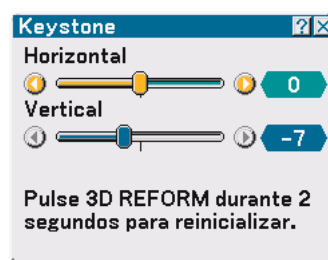 Keystone
Horizontal
0
Vertical
-7
Pulse 3D REFORM durante 2
segundos para reinicializar.